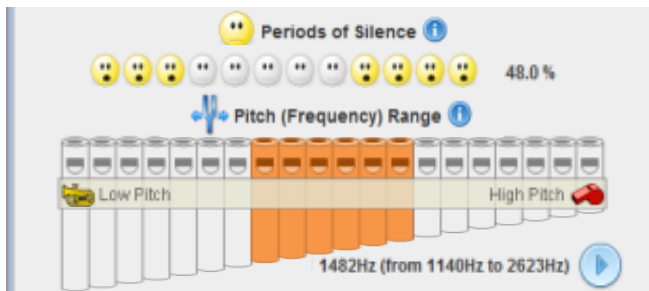 Periods of Silence
48.0 %
Pitch (Frequency) Range
Low Pitch High Pitch
1482Hz (from 1140Hz to 2623Hz)